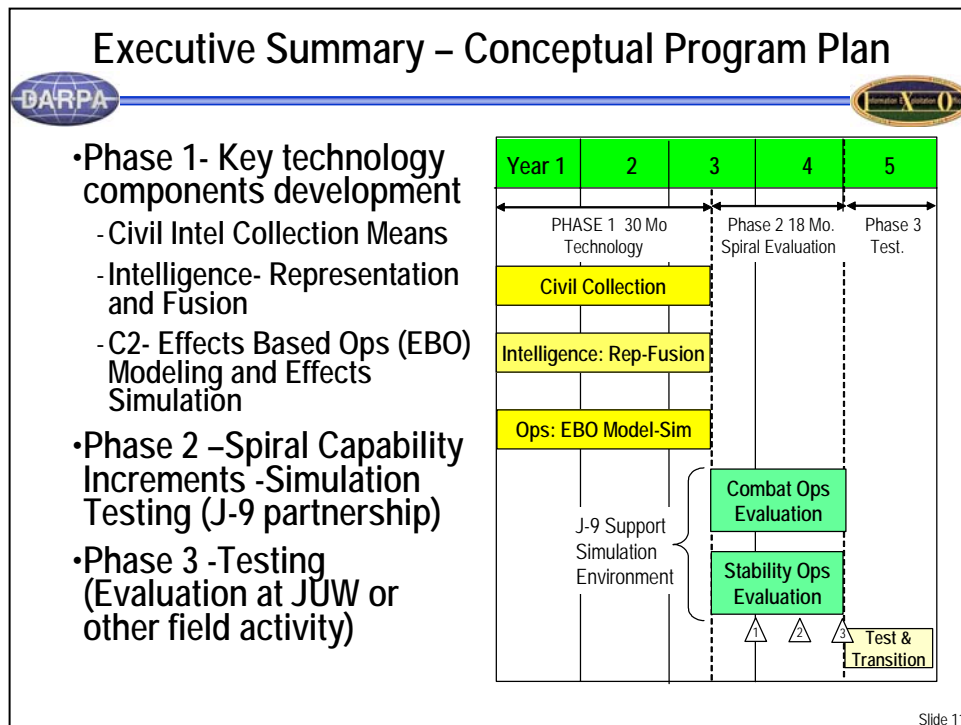 Executive Summary – Conceptual Program Plan
DARPA
Information Exploitation Office
I X O
•Phase 1- Key technology
components development
- Civil Intel Collection Means
- Intelligence- Representation
and Fusion
- C2- Effects Based Ops (EBO)
Modeling and Effects
Simulation
•Phase 2 –Spiral Capability
Increments -Simulation
Testing (J-9 partnership)
•Phase 3 -Testing
(Evaluation at JUW or
other field activity)
Year 1 2 3 4 5
PHASE 1 30 Mo
Technology
Phase 2 18 Mo.
Spiral Evaluation
Phase 3
Test.
Civil Collection
Intelligence: Rep-Fusion
Ops: EBO Model-Sim
J-9 Support
Simulation
Environment
Combat Ops
Evaluation
Stability Ops
Evaluation
1 2 3
Test &
Transition
Slide 11